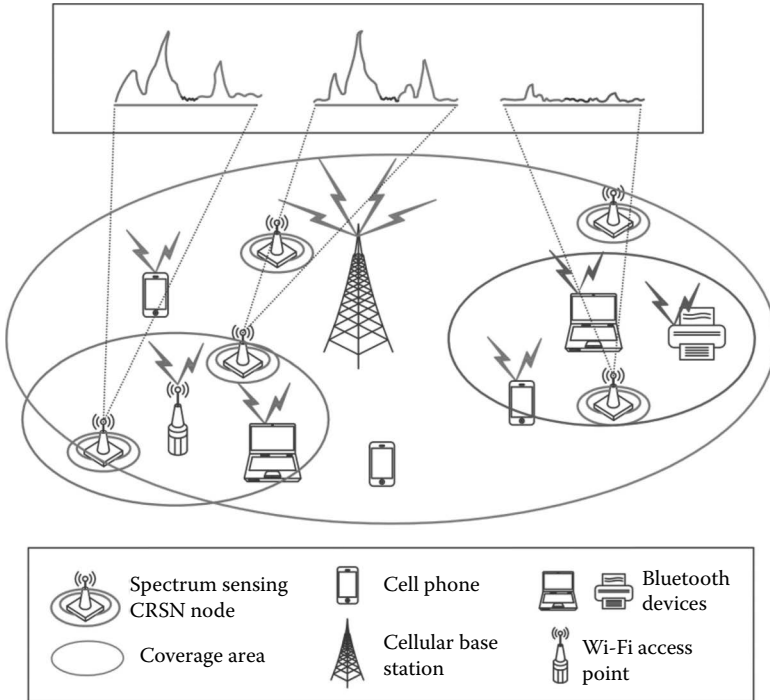 Spectrum sensing
CRSN node
Cell phone
Bluetooth
devices
Coverage area
Cellular base
station
Wi-Fi access
point